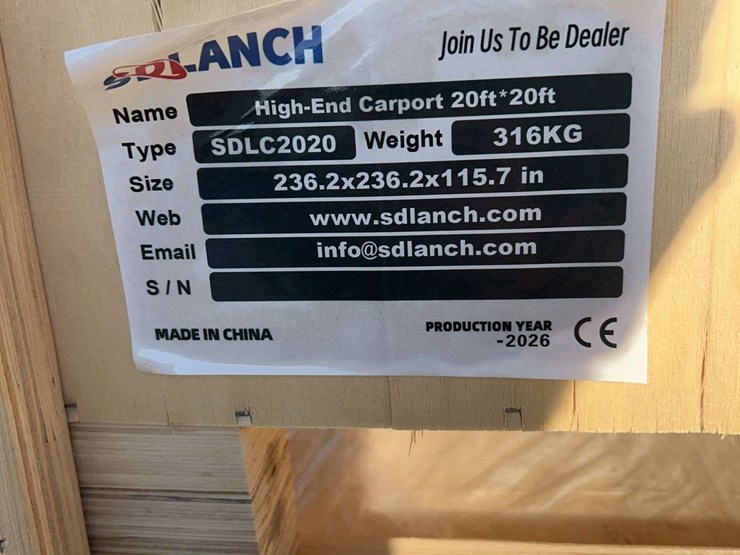 SDLANCH
Join Us To Be Dealer
Name High-End Carport 20ft*20ft
Type SDLC2020 Weight 316KG
Size 236.2x236.2x115.7 in
Web www.sdlanch.com
Email info@sdlanch.com
S/N
MADE IN CHINA
PRODUCTION YEAR
-2026
CE